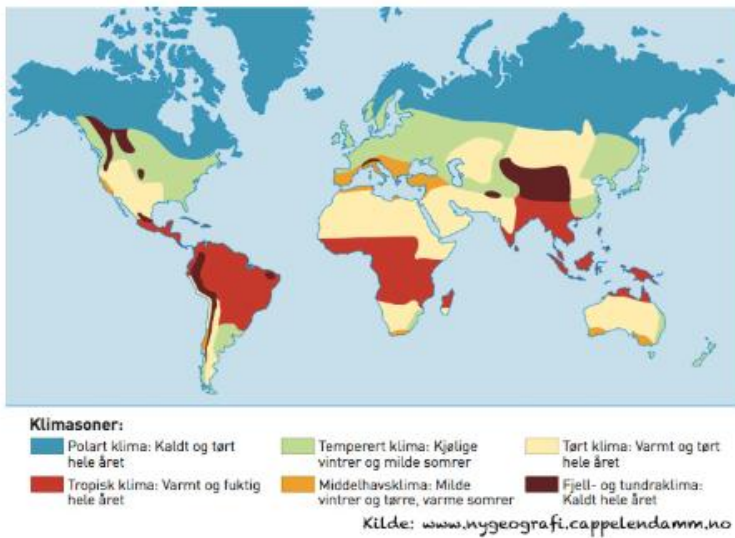 Klimasoner:
Polart klima: Kaldt og tørt
hele året
Temperert klima: Kjølige
vintrer og milde somrer
Tørt klima: Varmt og tørt
hele året
Tropisk klima: Varmt og fuktig
hele året
Middelhavsklima: Milde
vintrer og tørre, varme somrer
Fjell- og tundraklima:
Kaldt hele året
Kilde: www.nygeografi.cappelendamm.no